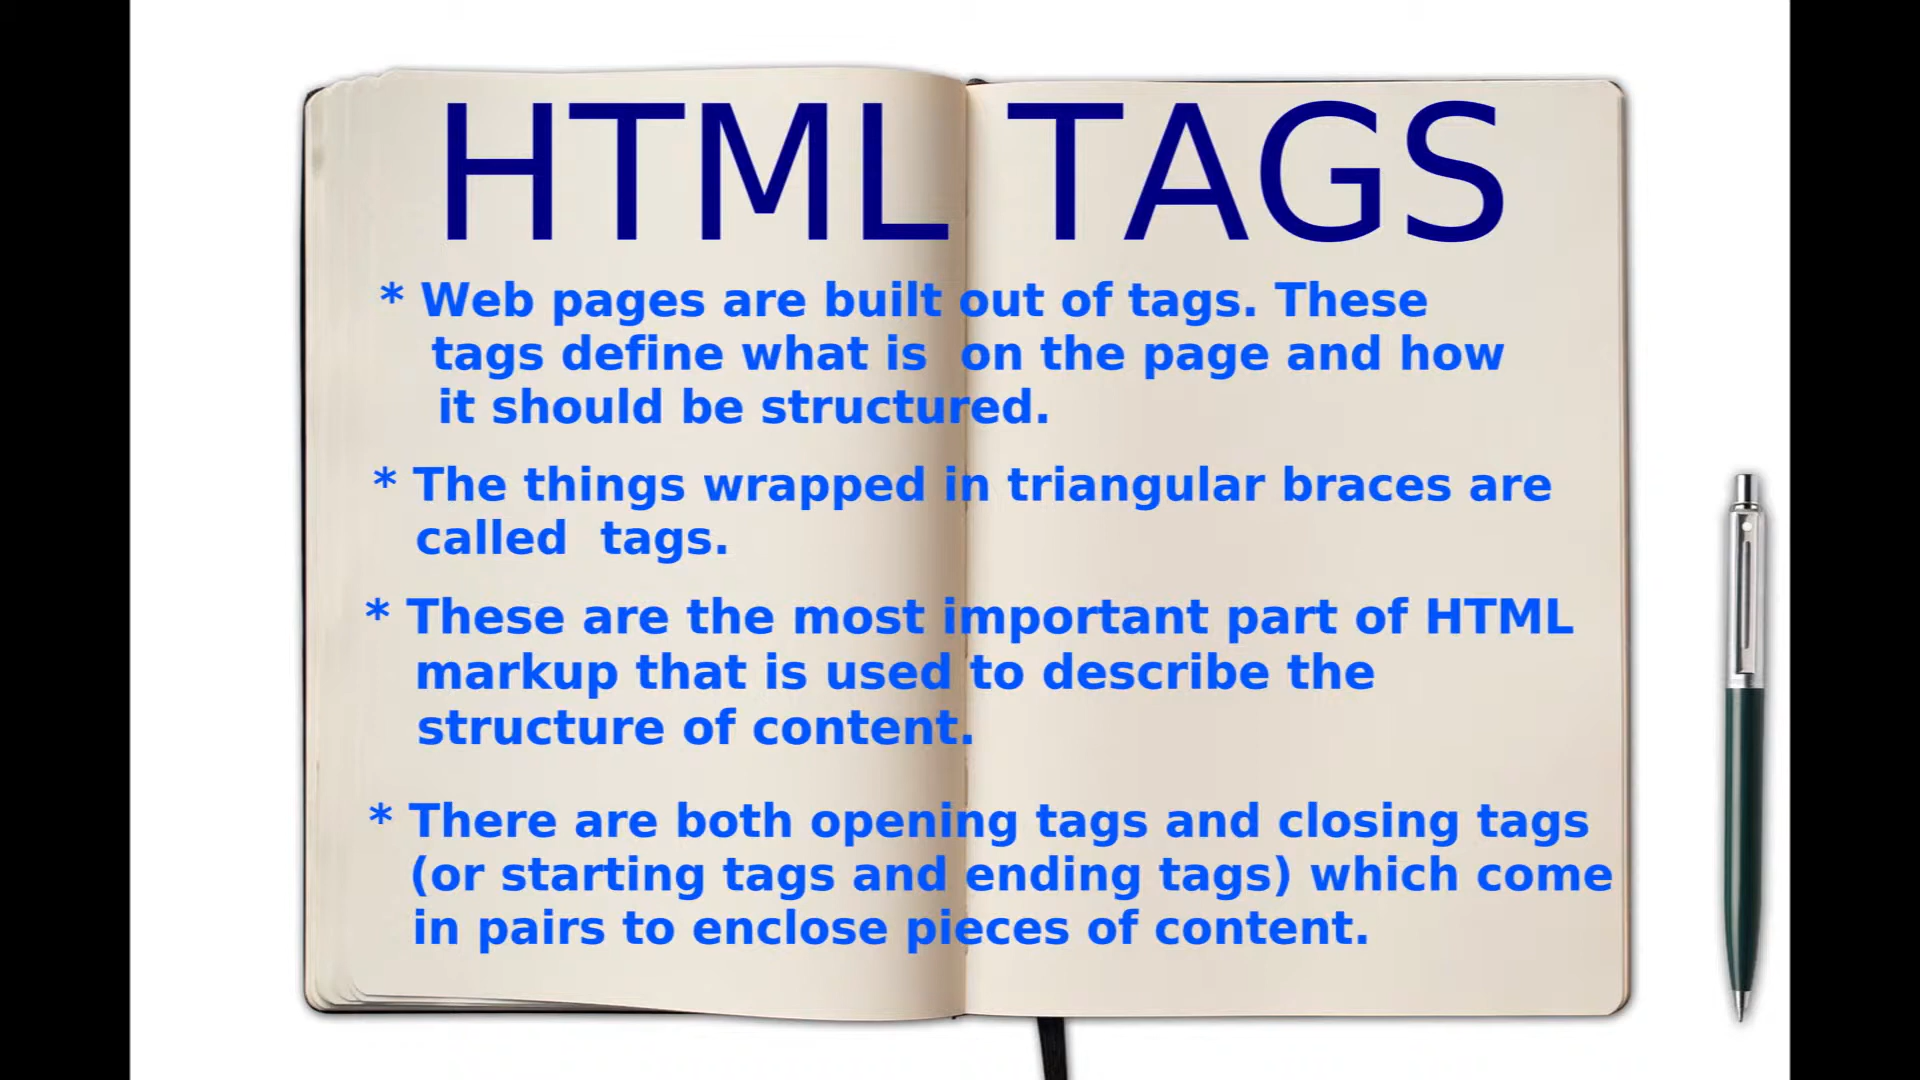 HTML TAGS
* Web pages are built out of tags. These
tags define what is  on the page and how
it should be structured.
* The things wrapped in triangular braces are
called  tags.
* These are the most important part of HTML
markup that is used to describe the
structure of content.
* There are both opening tags and closing tags
(or starting tags and ending tags) which come
in pairs to enclose pieces of content.